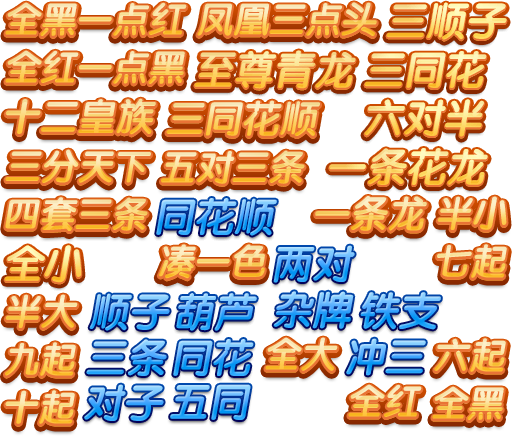 全黑一点红 凤凰三点头 三顺子
全红一点黑 至尊青龙 三同花
十二皇族 三同花顺 六对半
三分天下 五对三条 一条花龙
四套三条 同花顺 一条龙 半小
全小 凑一色 两对 七起
半大 顺子 葫芦 杂牌 铁支
九起 三条 同花 全大 冲三 六起
十起 对子 五同 全红 全黑